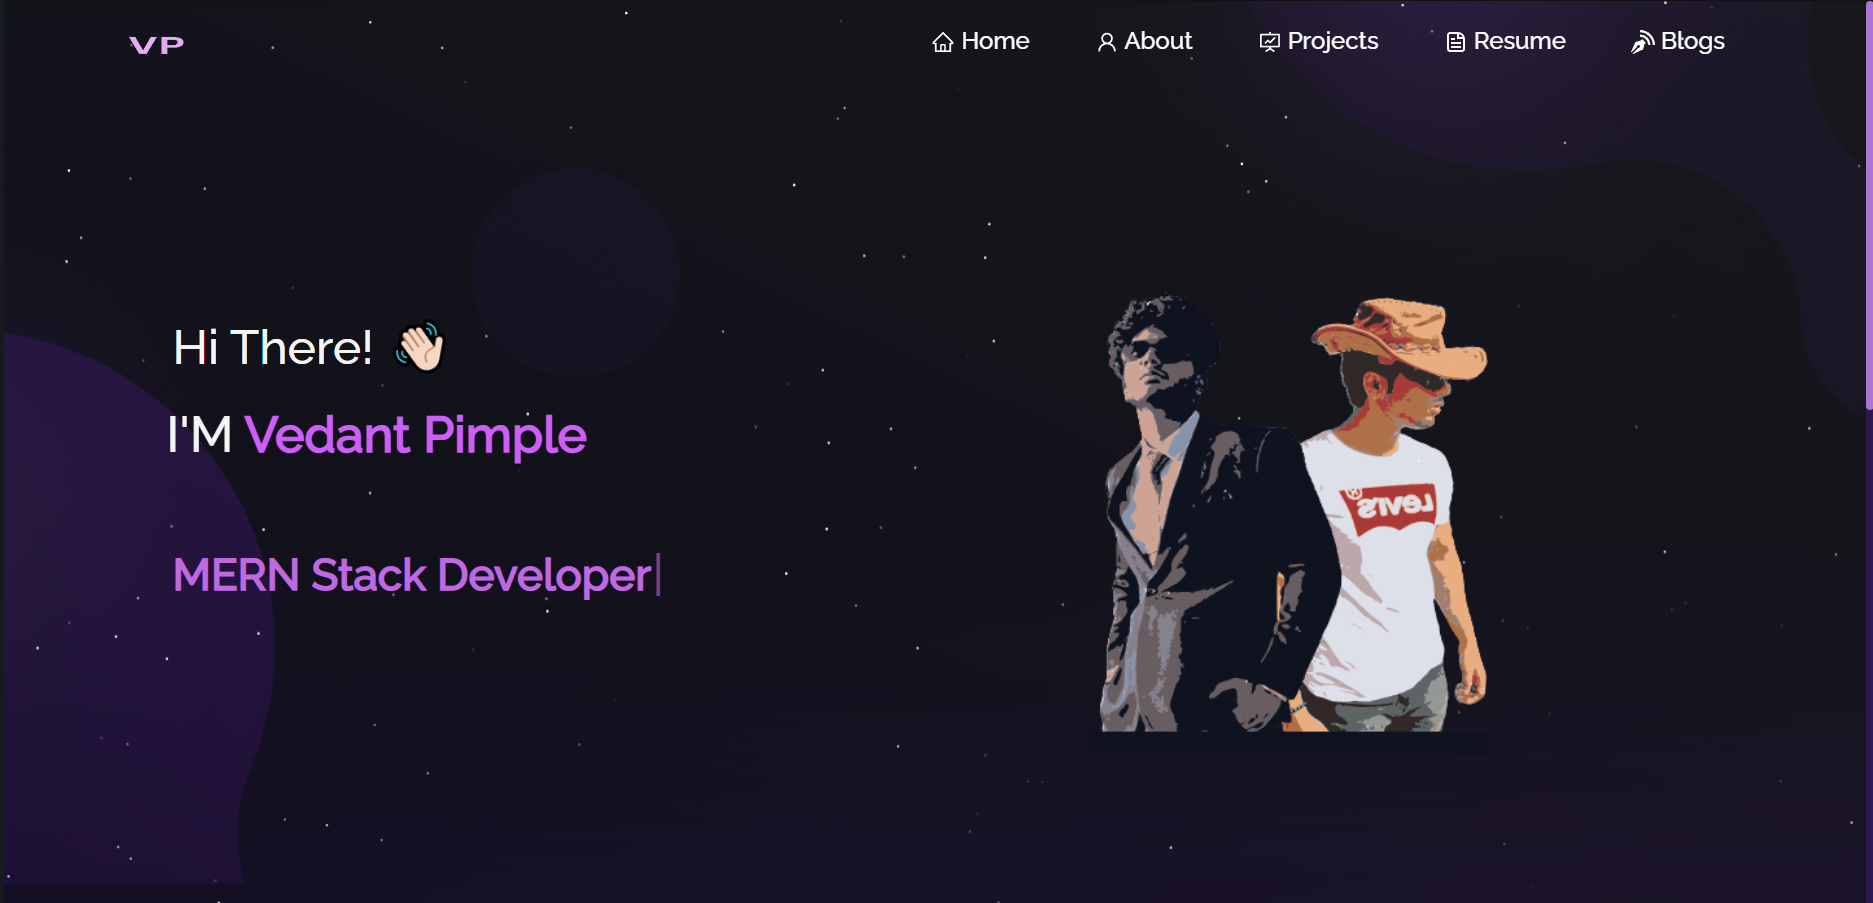 VP
Home
About
Projects
Resume
Blogs
Hi There! 👋🏻
I'M Vedant Pimple
MERN Stack Developer|
Levi's